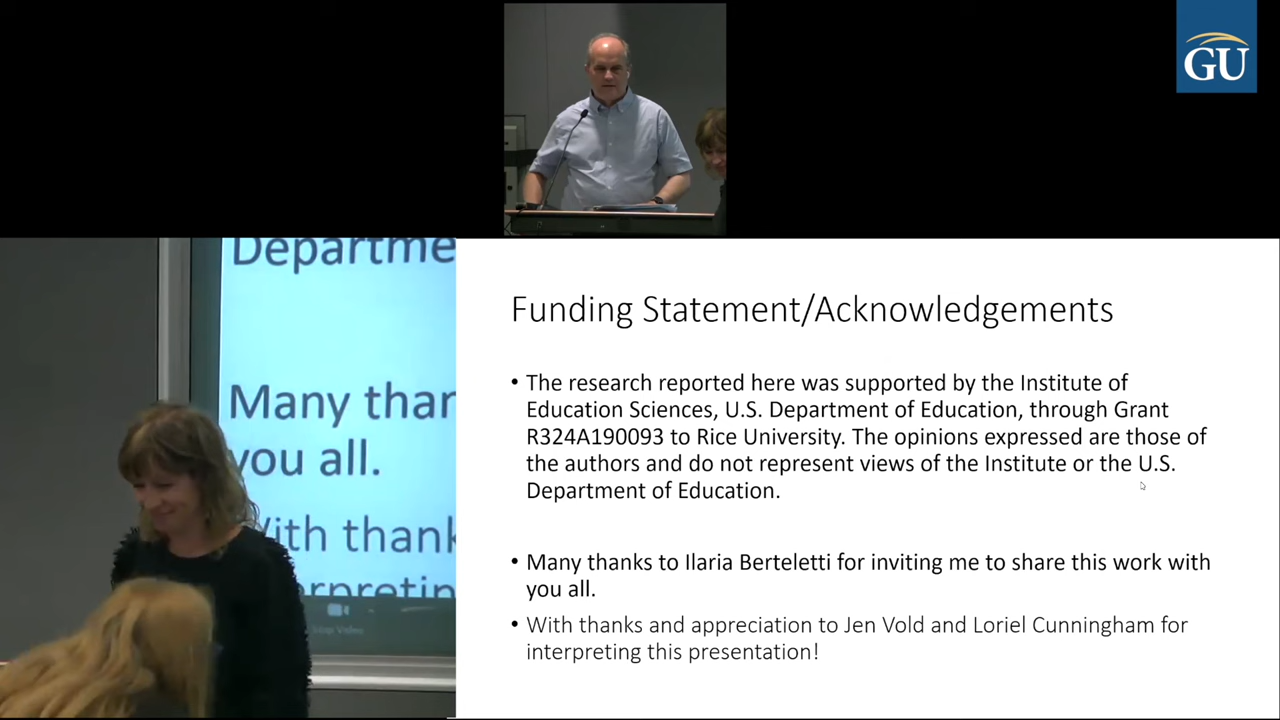 GU
Departme
Many than
you all.
With thank
erpretin
Stop Video
Funding Statement/Acknowledgements
• The research reported here was supported by the Institute of
Education Sciences, U.S. Department of Education, through Grant
R324A190093 to Rice University. The opinions expressed are those of
the authors and do not represent views of the Institute or the U.S.
Department of Education.
• Many thanks to Ilaria Berteletti for inviting me to share this work with
you all.
• With thanks and appreciation to Jen Vold and Loriel Cunningham for
interpreting this presentation!